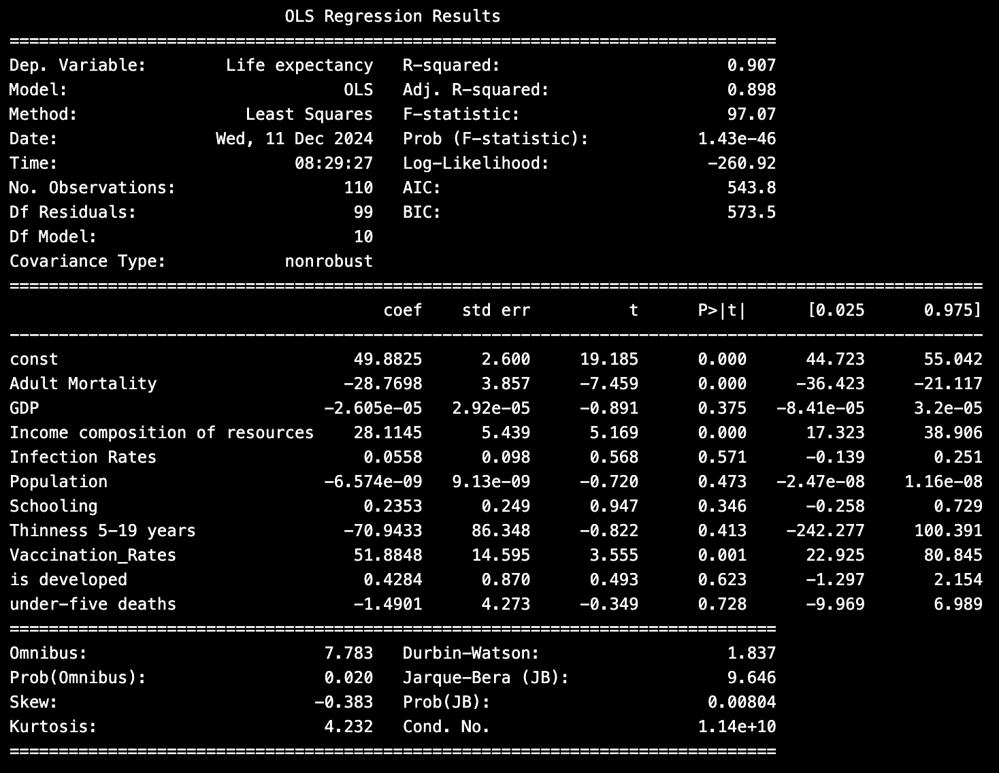 OLS Regression Results
==============================================================================
Dep. Variable:        Life expectancy   R-squared:                       0.907
Model:                            OLS   Adj. R-squared:                  0.898
Method:                 Least Squares   F-statistic:                     97.07
Date:                Wed, 11 Dec 2024   Prob (F-statistic):           1.43e-46
Time:                        08:29:27   Log-Likelihood:                -260.92
No. Observations:                 110   AIC:                             543.8
Df Residuals:                      99   BIC:                             573.5
Df Model:                          10
Covariance Type:            nonrobust
===================================================================================================
                                      coef    std err          t      P>|t|      [0.025      0.975]
---------------------------------------------------------------------------------------------------
const                              49.8825      2.600     19.185      0.000      44.723      55.042
Adult Mortality                   -28.7698      3.857     -7.459      0.000     -36.423     -21.117
GDP                             -2.605e-05   2.92e-05     -0.891      0.375   -8.41e-05     3.2e-05
Income composition of resources    28.1145      5.439      5.169      0.000      17.323      38.906
Infection Rates                     0.0558      0.098      0.568      0.571      -0.139       0.251
Population                      -6.574e-09   9.13e-09     -0.720      0.473   -2.47e-08    1.16e-08
Schooling                           0.2353      0.249      0.947      0.346      -0.258       0.729
Thinness 5-19 years               -70.9433     86.348     -0.822      0.413    -242.277     100.391
Vaccination_Rates                  51.8848     14.595      3.555      0.001      22.925      80.845
is developed                        0.4284      0.870      0.493      0.623      -1.297       2.154
under-five deaths                  -1.4901      4.273     -0.349      0.728      -9.969       6.989
==============================================================================
Omnibus:                        7.783   Durbin-Watson:                   1.837
Prob(Omnibus):                  0.020   Jarque-Bera (JB):                9.646
Skew:                          -0.383   Prob(JB):                      0.00804
Kurtosis:                       4.232   Cond. No.                     1.14e+10
==============================================================================